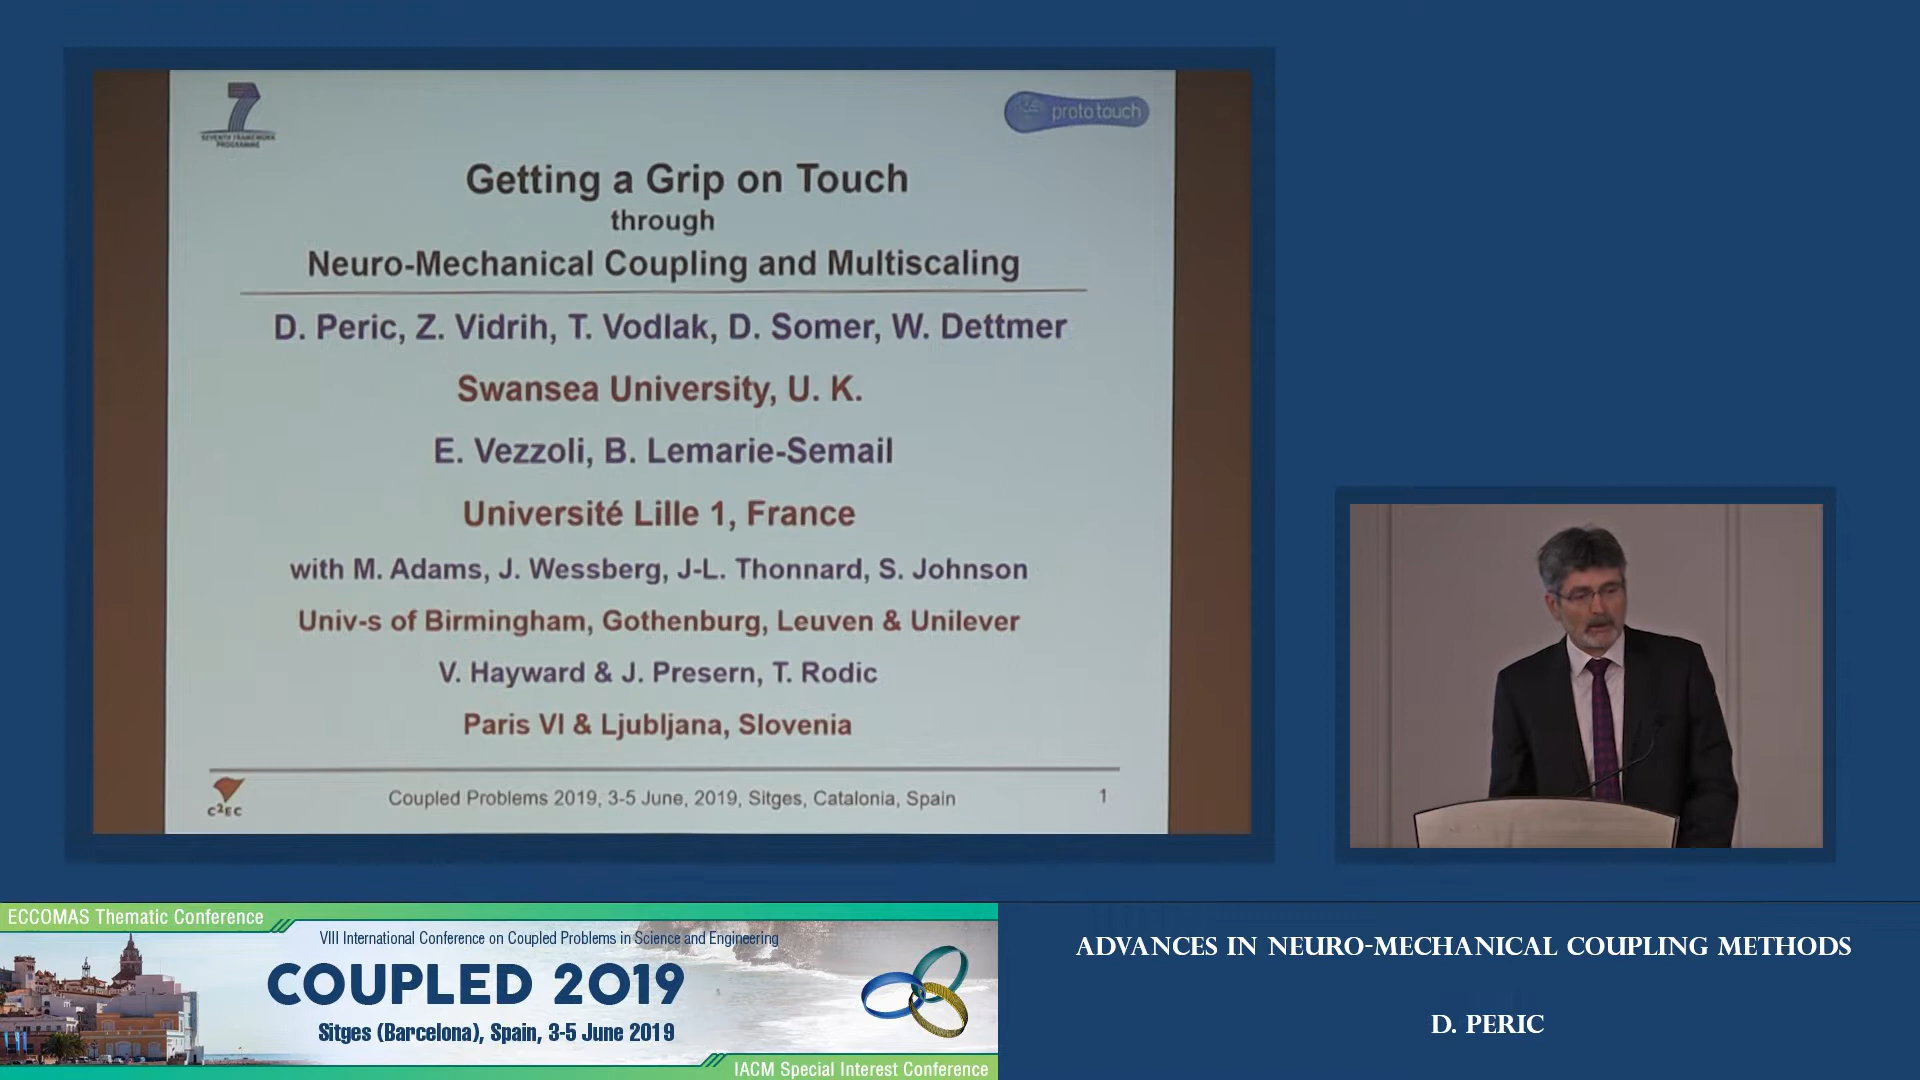 7
SEVENTH FRAMEWORK
PROGRAMME
proto touch
Getting a Grip on Touch
through
Neuro-Mechanical Coupling and Multiscaling
D. Peric, Z. Vidrih, T. Vodlak, D. Somer, W. Dettmer
Swansea University, U. K.
E. Vezzoli, B. Lemarie-Semail
Université Lille 1, France
with M. Adams, J. Wessberg, J-L. Thonnard, S. Johnson
Univ-s of Birmingham, Gothenburg, Leuven & Unilever
V. Hayward & J. Presern, T. Rodic
Paris VI & Ljubljana, Slovenia
C²EC
Coupled Problems 2019, 3-5 June, 2019, Sitges, Catalonia, Spain
1
ECCOMAS Thematic Conference
VIII International Conference on Coupled Problems in Science and Engineering
COUPLED 2019
Sitges (Barcelona), Spain, 3-5 June 2019
IACM Special Interest Conference
ADVANCES IN NEURO-MECHANICAL COUPLING METHODS
D. PERIC